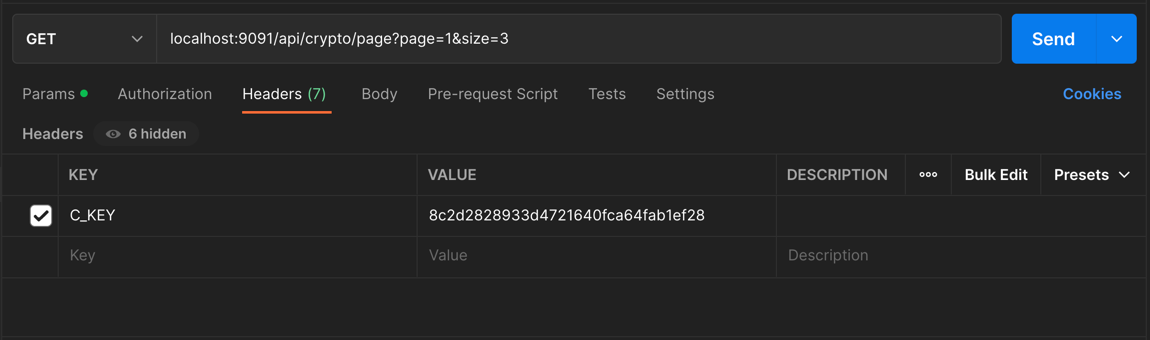 GET localhost:9091/api/crypto/page?page=1&size=3 Send
Params Authorization Headers (7) Body Pre-request Script Tests Settings Cookies
Headers 6 hidden
KEY VALUE DESCRIPTION Bulk Edit Presets
C_KEY 8c2d2828933d4721640fca64fab1ef28
Key Value Description